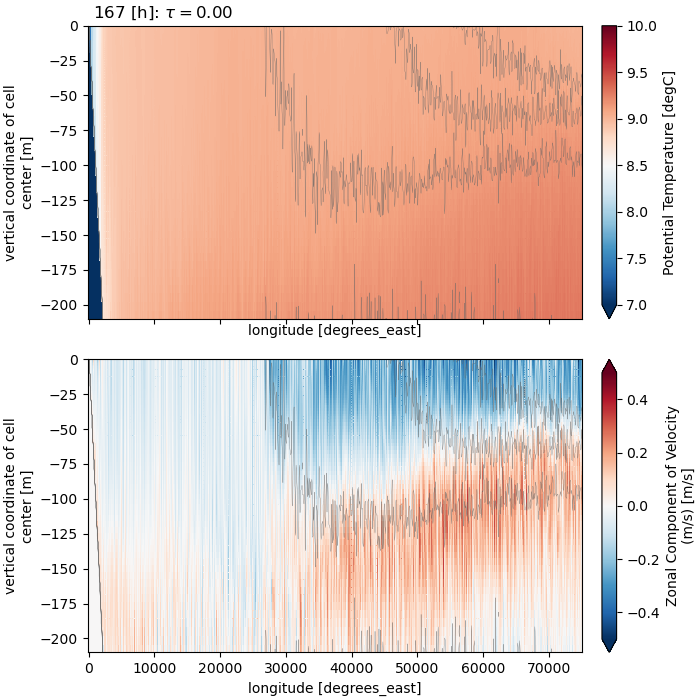 167 [h]: τ = 0.00
0
−25
−50
−75
−100
−125
−150
−175
−200
vertical coordinate of cell
center [m]
longitude [degrees_east]
10.0
9.5
9.0
8.5
8.0
7.5
7.0
Potential Temperature [degC]
0
−25
−50
−75
−100
−125
−150
−175
−200
vertical coordinate of cell
center [m]
0 10000 20000 30000 40000 50000 60000 70000
longitude [degrees_east]
0.4
0.2
0.0
−0.2
−0.4
Zonal Component of Velocity
(m/s) [m/s]